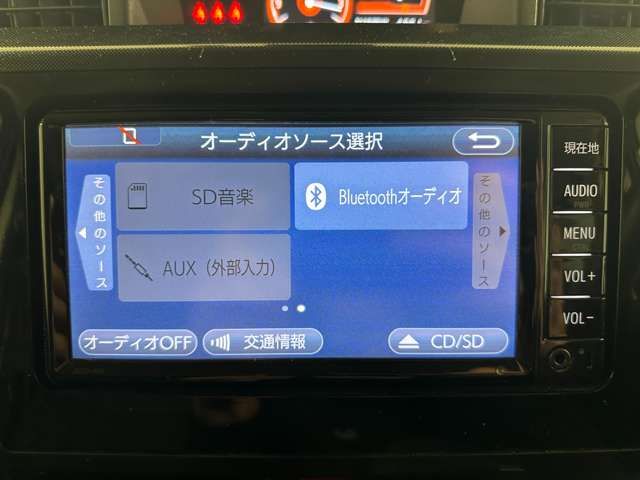 オーディオソース選択
現在地
SD音楽
Bluetoothオーディオ
AUDIO
PWR
その他のソース
その他のソース
MENU
AUX（外部入力）
VOL+
VOL−
オーディオOFF
交通情報
CD/SD